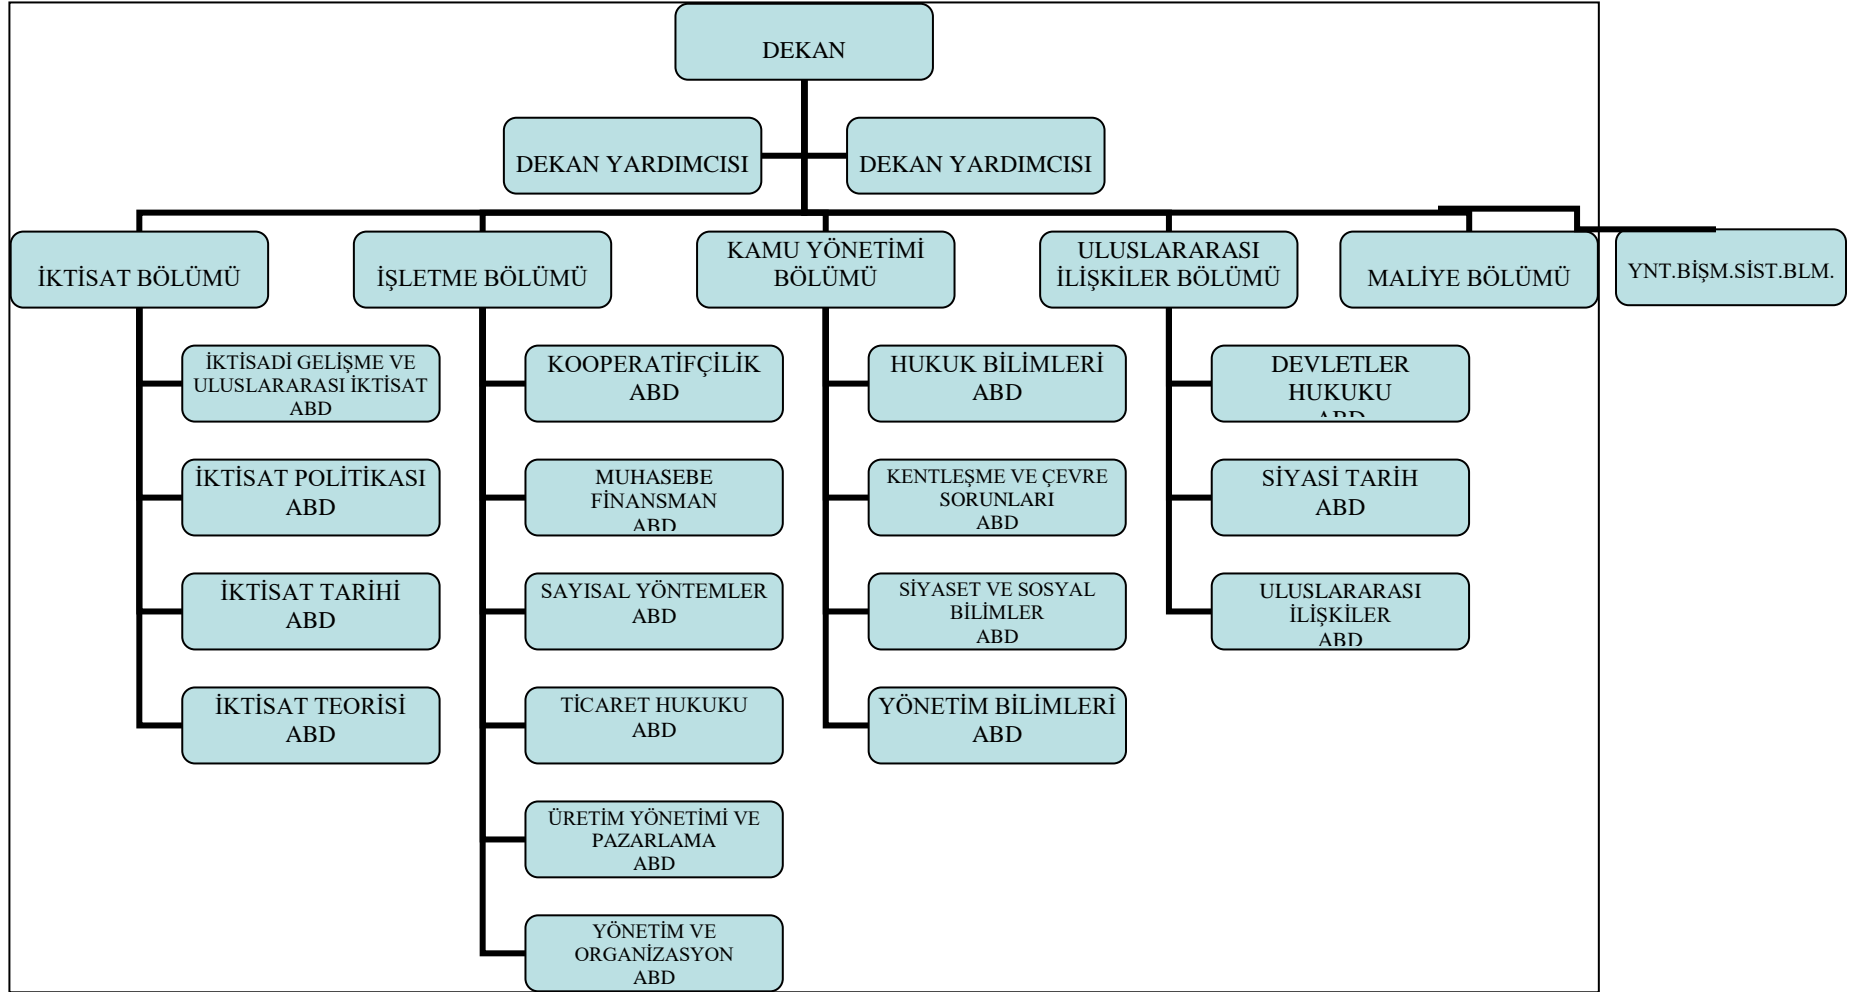 DEKAN
DEKAN YARDIMCISI
DEKAN YARDIMCISI
İKTİSAT BÖLÜMÜ
İŞLETME BÖLÜMÜ
KAMU YÖNETİMİ
BÖLÜMÜ
ULUSLARARASI
İLİŞKİLER BÖLÜMÜ
MALİYE BÖLÜMÜ
YNT.BİŞM.SİST.BLM.
İKTİSADİ GELİŞME VE
ULUSLARARASI İKTİSAT
ABD
İKTİSAT POLİTİKASI
ABD
İKTİSAT TARİHİ
ABD
İKTİSAT TEORİSİ
ABD
KOOPERATİFÇİLİK
ABD
MUHASEBE
FİNANSMAN
ABD
SAYISAL YÖNTEMLER
ABD
TİCARET HUKUKU
ABD
ÜRETİM YÖNETİMİ VE
PAZARLAMA
ABD
YÖNETİM VE
ORGANİZASYON
ABD
HUKUK BİLİMLERİ
ABD
KENTLEŞME VE ÇEVRE
SORUNLARI
ABD
SİYASET VE SOSYAL
BİLİMLER
ABD
YÖNETİM BİLİMLERİ
ABD
DEVLETLER
HUKUKU
ABD
SİYASİ TARİH
ABD
ULUSLARARASI
İLİŞKİLER
ABD